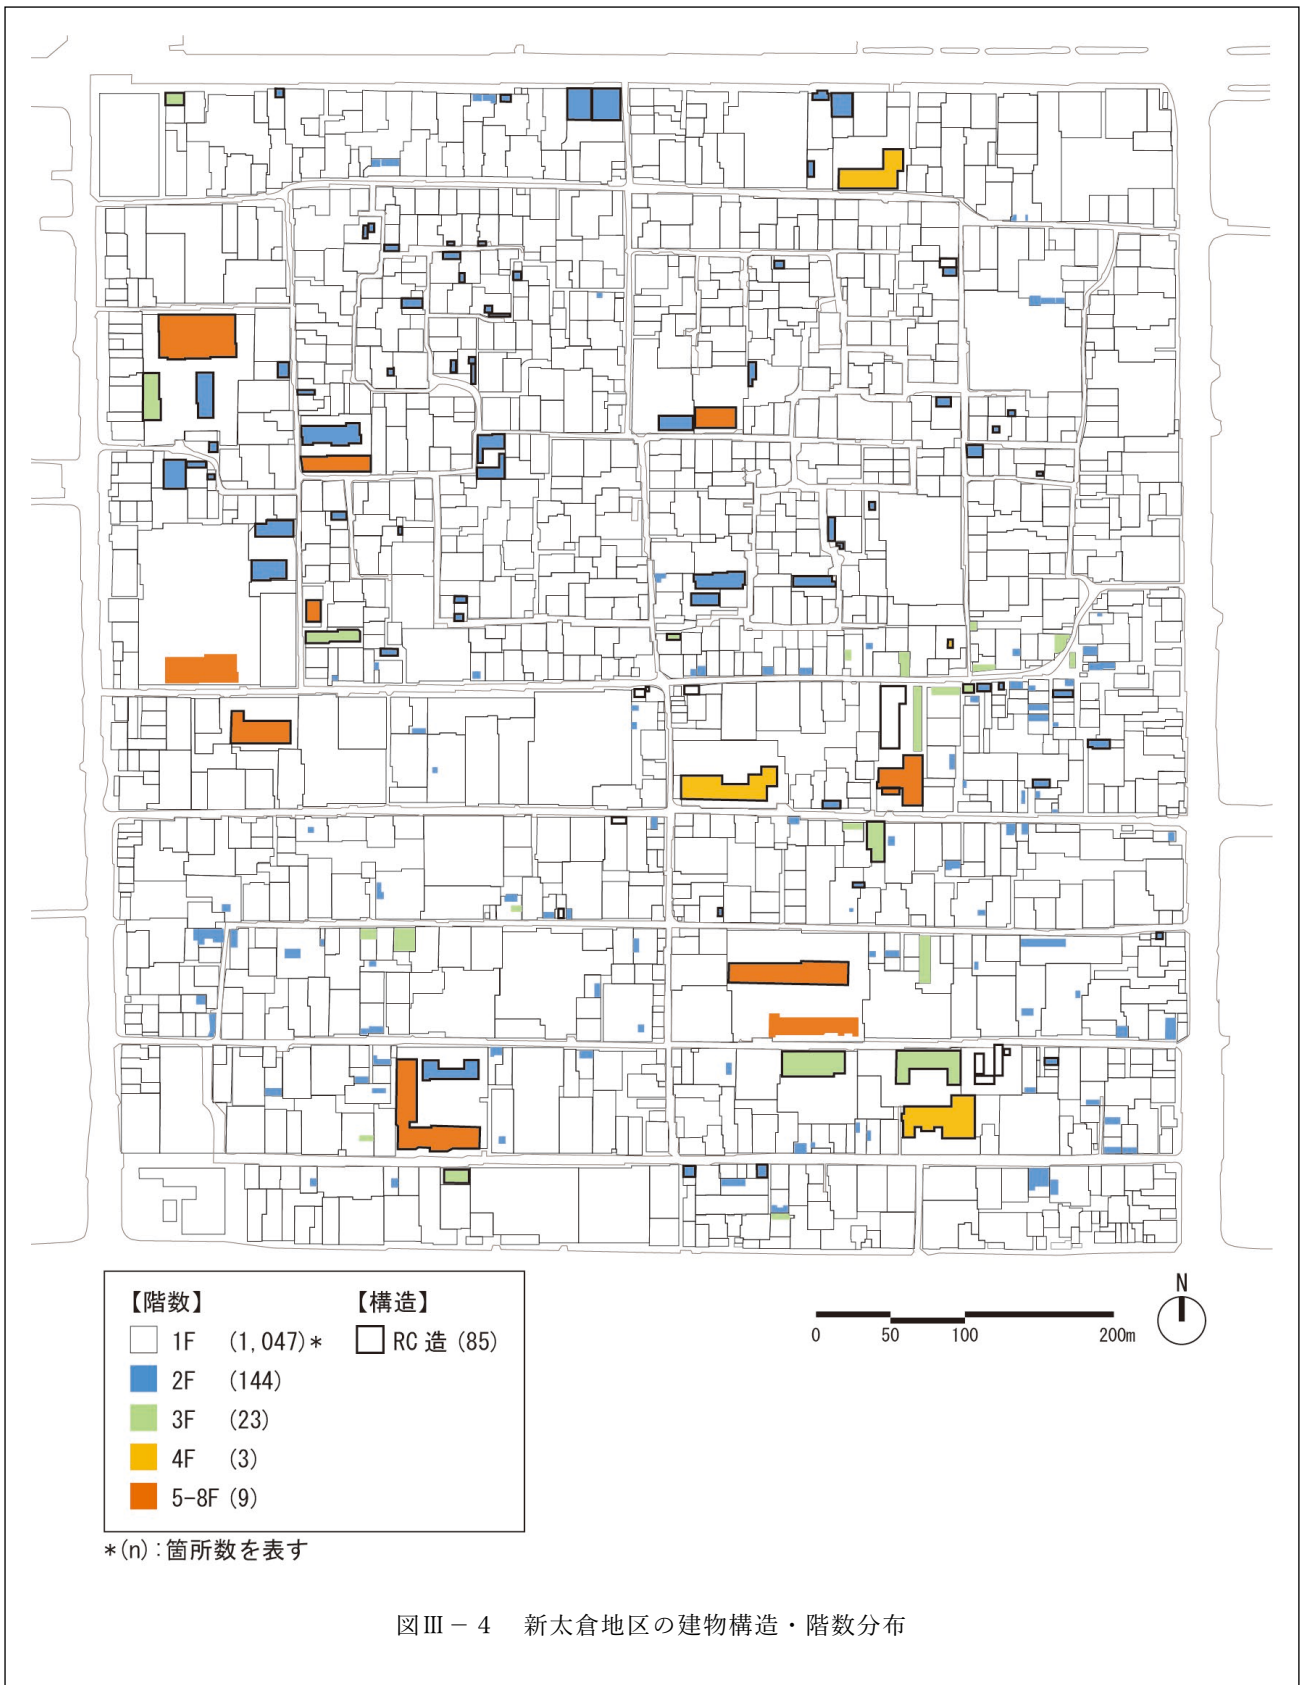 【階数】 【構造】
1F (1,047)* RC 造 (85)
2F (144)
3F (23)
4F (3)
5-8F (9)
*(n)：箇所数を表す
0 50 100 200m
N
図Ⅲ－4 新太倉地区の建物構造・階数分布